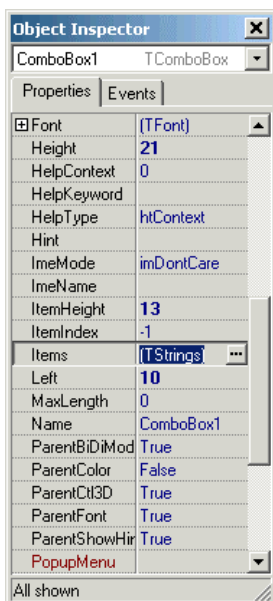 Object Inspector
ComboBox1 TComboBox
Properties Events
Font (TFont)
Height 21
HelpContext 0
HelpKeyword
HelpType htContext
Hint
ImeMode imDontCare
ImeName
ItemHeight 13
ItemIndex -1
Items (TStrings) ...
Left 10
MaxLength 0
Name ComboBox1
ParentBiDiMod True
ParentColor False
ParentCtl3D True
ParentFont True
ParentShowHir True
PopupMenu
All shown